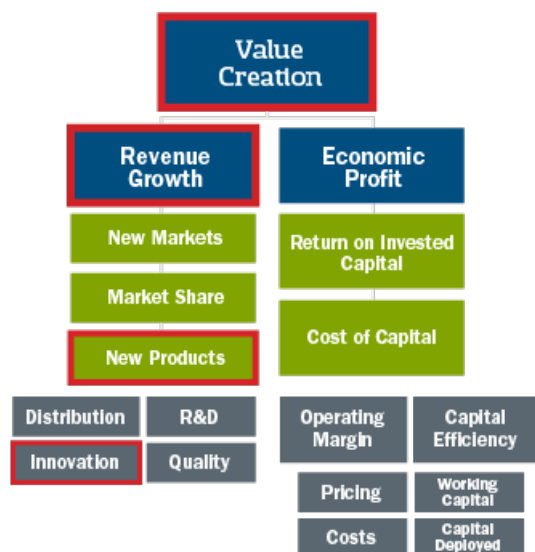 Value
Creation
Revenue
Growth
Economic
Profit
New Markets
Return on Invested
Capital
Market Share
New Products
Cost of Capital
Distribution
R&D
Operating
Margin
Capital
Efficiency
Innovation
Quality
Pricing
Working
Capital
Costs
Capital
Deployed